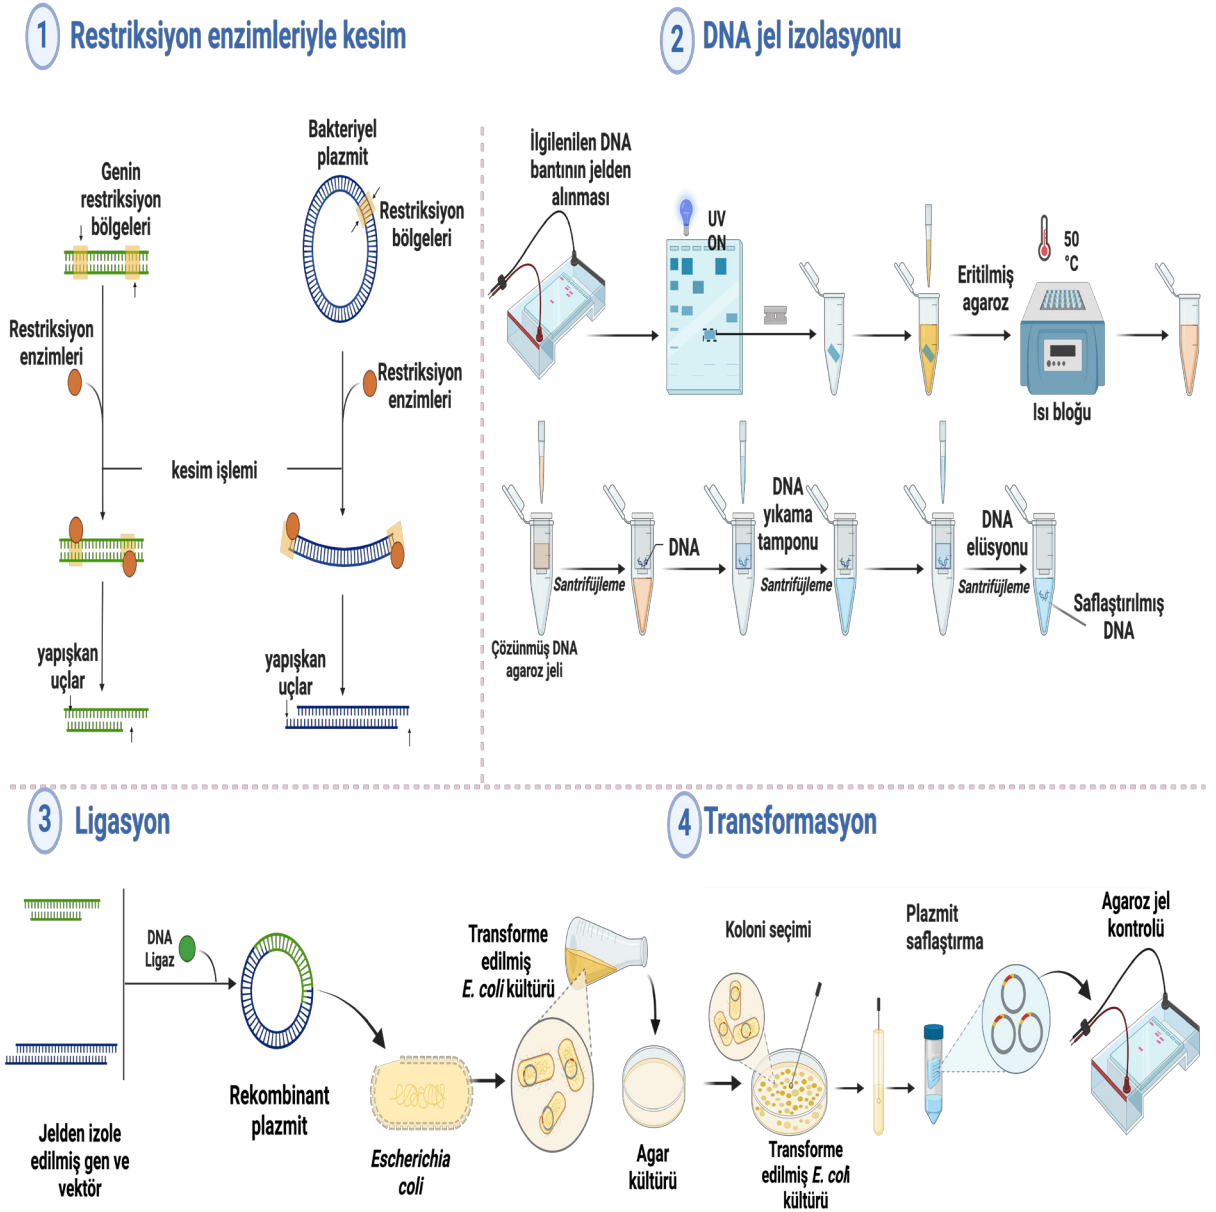 1 Restriksiyon enzimleriyle kesim
Genin
restriksiyon
bölgeleri
Bakteriyel
plazmit
Restriksiyon
bölgeleri
Restriksiyon
enzimleri
Restriksiyon
enzimleri
kesim işlemi
yapışkan
uçlar
yapışkan
uçlar
2 DNA jel izolasyonu
İlgilenilen DNA
bantının jelden
alınması
UV
ON
Eritilmiş
agaroz
50
°C
Isı bloğu
Çözünmüş DNA
agaroz jeli
Santrifüjleme
DNA
DNA
yıkama
tamponu
Santrifüjleme
DNA
elüsyonu
Santrifüjleme
Saflaştırılmış
DNA
3 Ligasyon
DNA
Ligaz
Jelden izole
edilmiş gen ve
vektör
Rekombinant
plazmit
Escherichia
coli
Transforme
edilmiş
E. coli kültürü
Agar
kültürü
4 Transformasyon
Koloni seçimi
Transforme
edilmiş E. coli
kültürü
Plazmit
saflaştırma
Agaroz jel
kontrolü